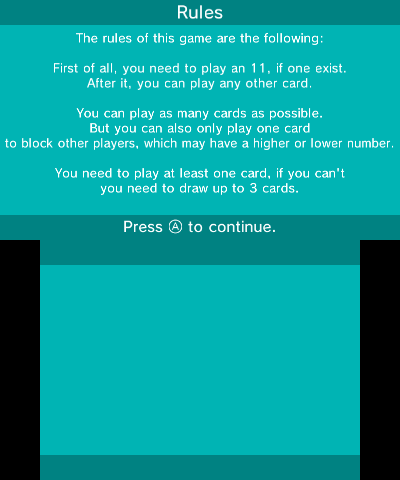 Rules
The rules of this game are the following:
First of all, you need to play an 11, if one exist.
After it, you can play any other card.
You can play as many cards as possible.
But you can also only play one card
to block other players, which may have a higher or lower number.
You need to play at least one card, if you can't
you need to draw up to 3 cards.
Press Ⓐ to continue.